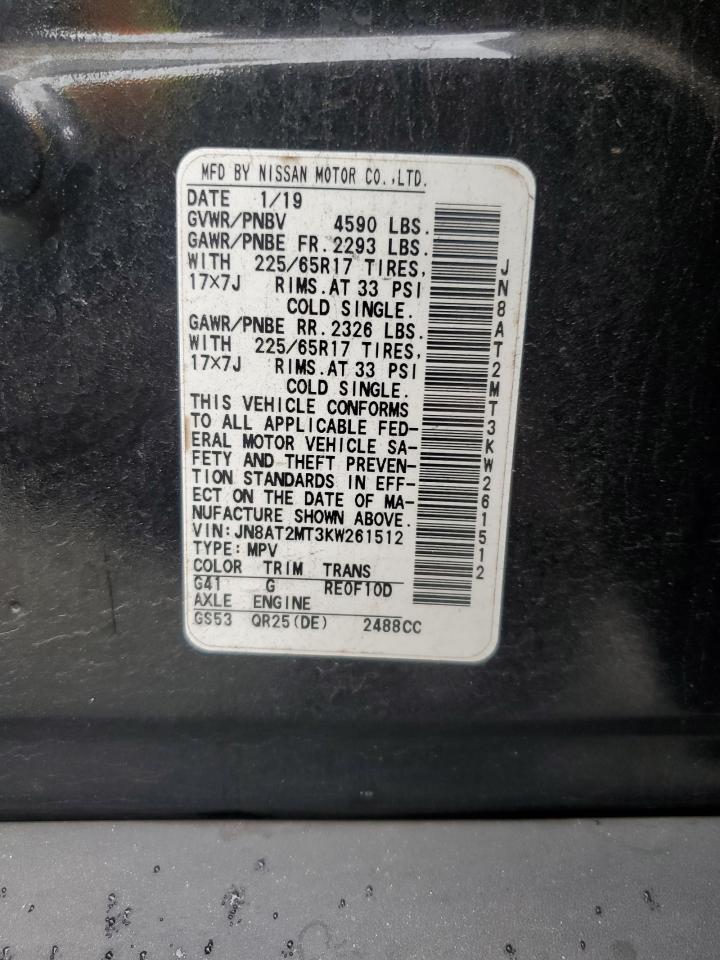 MFD BY NISSAN MOTOR CO.,LTD.
DATE 1/19
GVWR/PNBV 4590 LBS.
GAWR/PNBE FR.2293 LBS.
WITH 225/65R17 TIRES,
17×7J RIMS.AT 33 PSI
COLD SINGLE.
GAWR/PNBE RR.2326 LBS.
WITH 225/65R17 TIRES,
17×7J RIMS.AT 33 PSI
COLD SINGLE.
THIS VEHICLE CONFORMS
TO ALL APPLICABLE FED-
ERAL MOTOR VEHICLE SA-
FETY AND THEFT PREVEN-
TION STANDARDS IN EFF-
ECT ON THE DATE OF MA-
NUFACTURE SHOWN ABOVE.
VIN:JN8AT2MT3KW261512
TYPE:MPV
COLOR TRIM TRANS
G41 G RE0F10D
AXLE ENGINE
GS53 QR25(DE) 2488CC
JN8AT2MT3KW261512